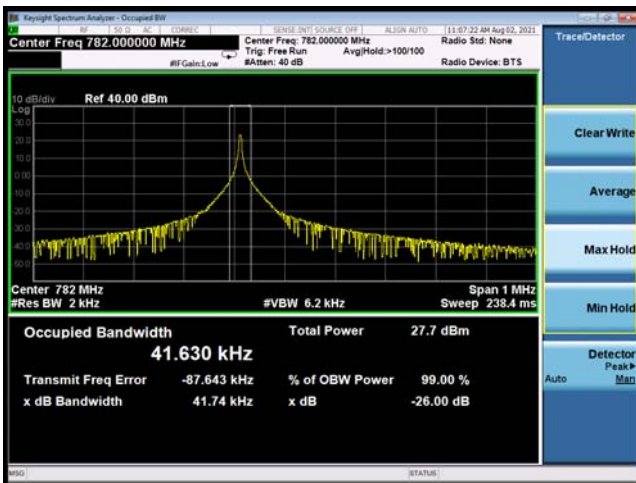 Keysight Spectrum Analyzer - Occupied BW
RF 50 Ω AC CORREC SENSE:INT SOURCE OFF ALIGN AUTO 11:07:22 AM Aug 02, 2021
Center Freq 782.000000 MHz
Center Freq: 782.000000 MHz Radio Std: None
Trig: Free Run Avg|Hold:>100/100
#IFGain:Low #Atten: 40 dB Radio Device: BTS
Trace/Detector
10 dB/div Ref 40.00 dBm
Log
30.0
20.0
10.0
0.00
10.0
20.0
30.0
40.0
50.0
Center 782 MHz Span 1 MHz
#Res BW 2 kHz #VBW 6.2 kHz Sweep 238.4 ms
Occupied Bandwidth Total Power 27.7 dBm
41.630 kHz
Transmit Freq Error -87.643 kHz % of OBW Power 99.00 %
x dB Bandwidth 41.74 kHz x dB -26.00 dB
Clear Write
Average
Max Hold
Min Hold
Detector
Peak▶
Auto Man
MSG STATUS